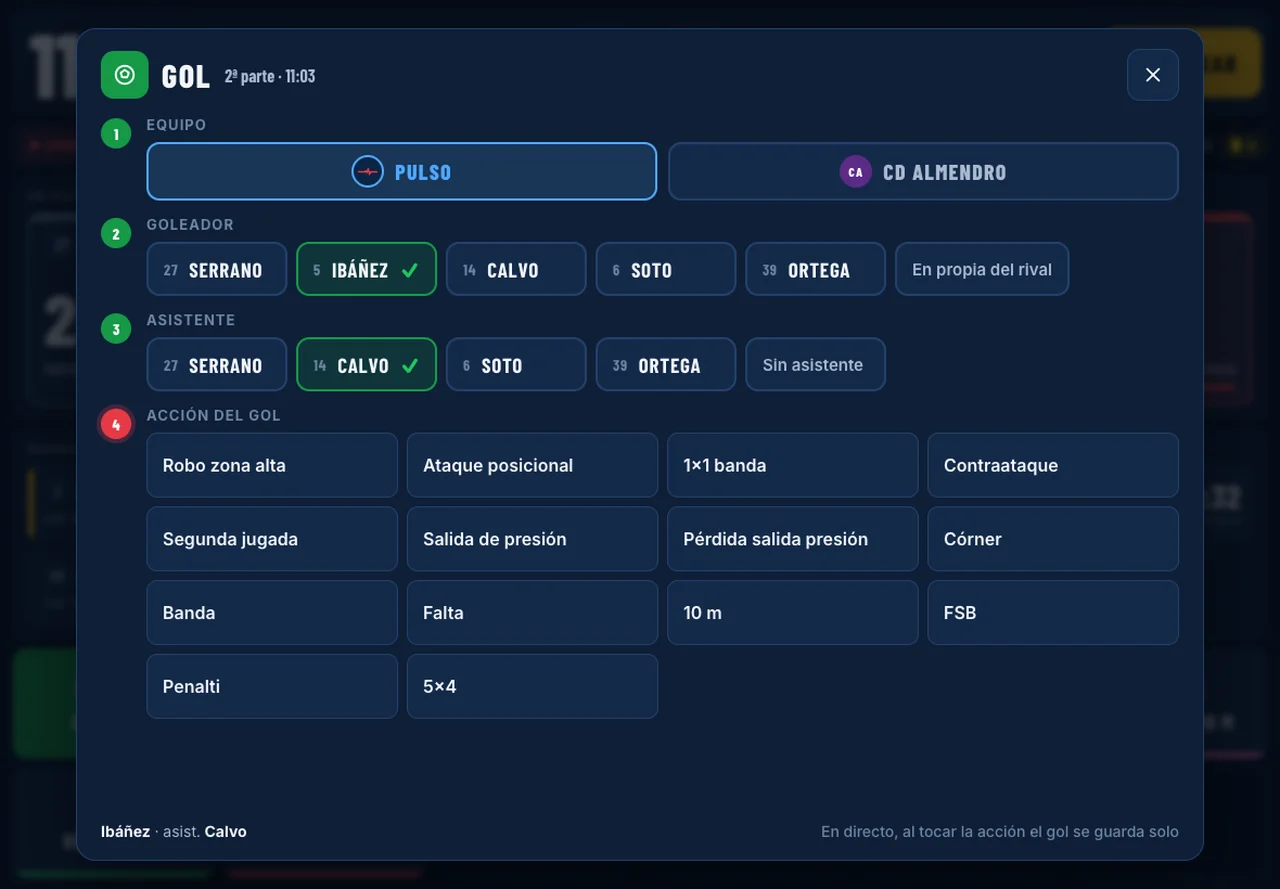 GOL 2ª parte · 11:03
1 EQUIPO
PULSO CA CD ALMENDRO
2 GOLEADOR
27 SERRANO 5 IBÁÑEZ 14 CALVO 6 SOTO 39 ORTEGA En propia del rival
3 ASISTENTE
27 SERRANO 14 CALVO 6 SOTO 39 ORTEGA Sin asistente
4 ACCIÓN DEL GOL
Robo zona alta Ataque posicional 1×1 banda Contraataque
Segunda jugada Salida de presión Pérdida salida presión Córner
Banda Falta 10 m FSB
Penalti 5×4
Ibáñez · asist. Calvo En directo, al tocar la acción el gol se guarda solo